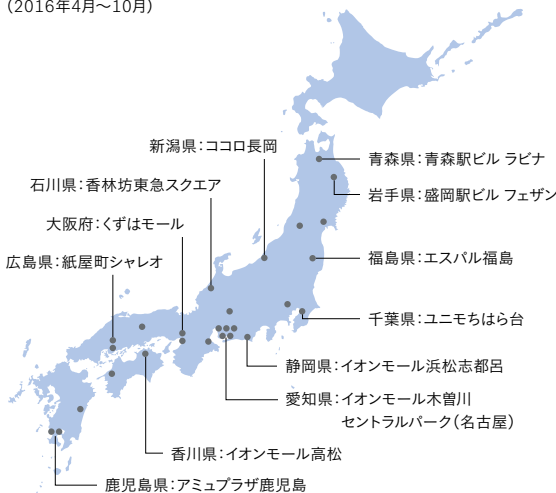 （2016年4月〜10月）
新潟県：ココロ長岡
石川県：香林坊東急スクエア
大阪府：くずはモール
広島県：紙屋町シャレオ
青森県：青森駅ビル ラビナ
岩手県：盛岡駅ビル フェザン
福島県：エスパル福島
千葉県：ユニモちはら台
静岡県：イオンモール浜松志都呂
愛知県：イオンモール木曽川
セントラルパーク（名古屋）
香川県：イオンモール高松
鹿児島県：アミュプラザ鹿児島